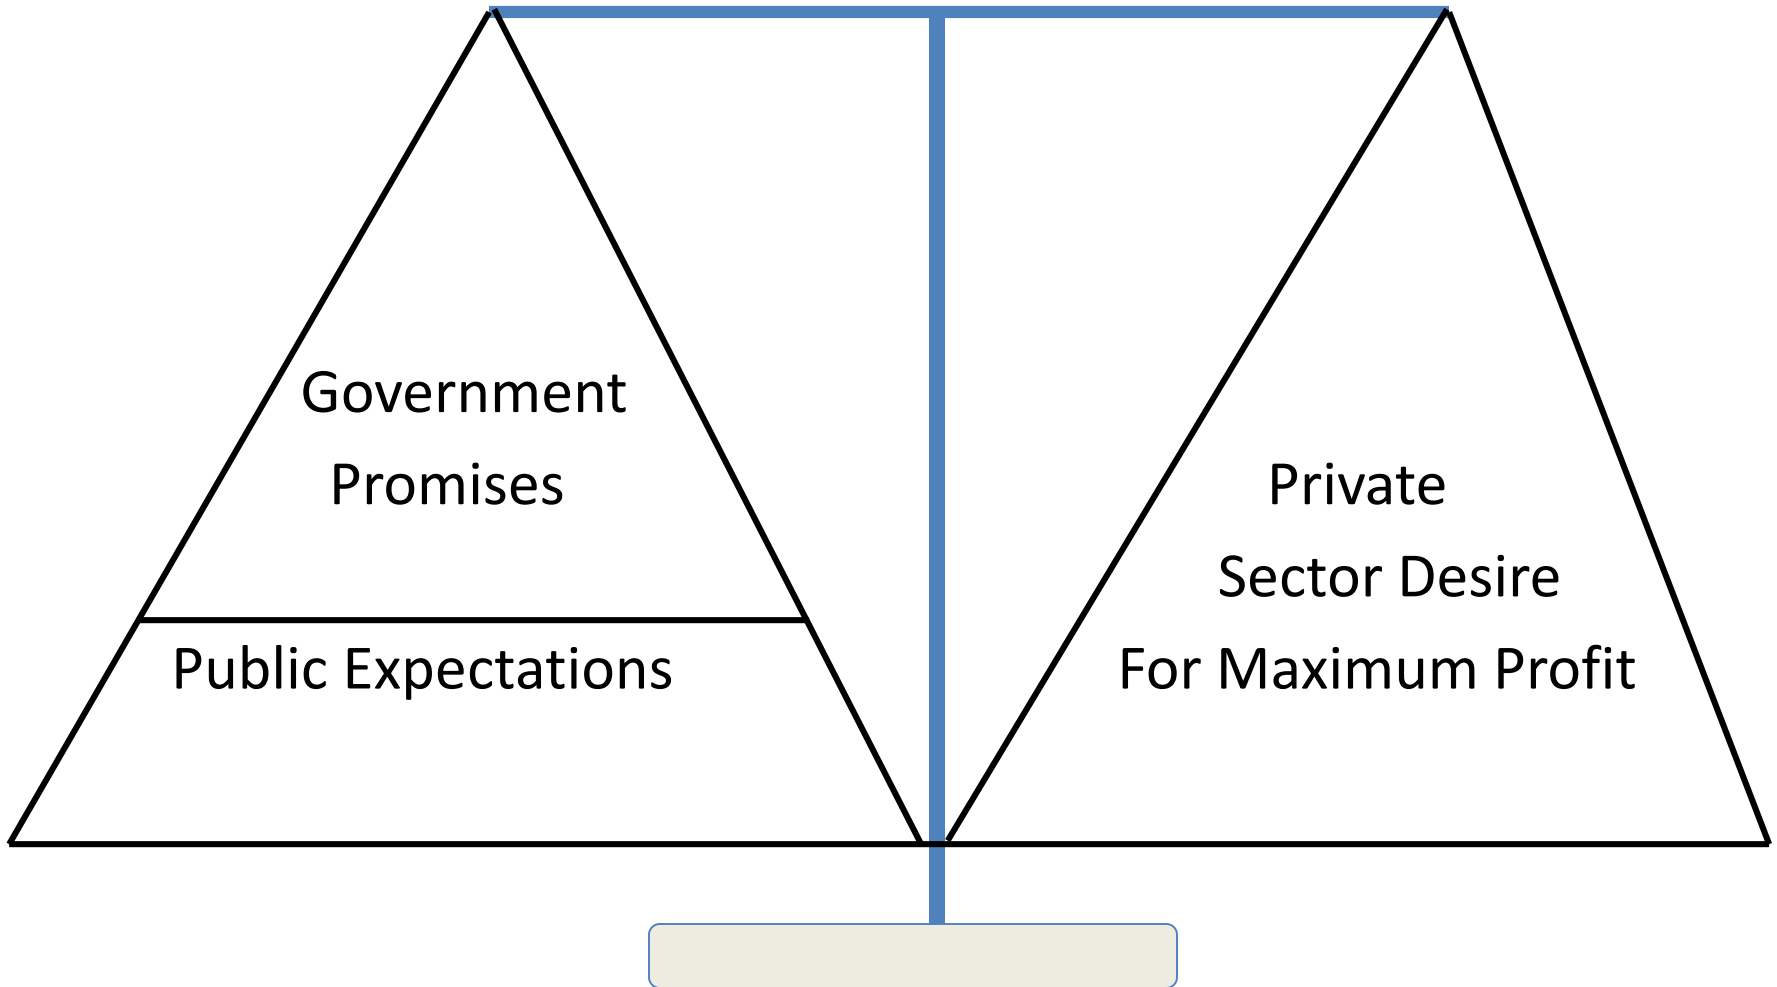 Government
Promises
Public Expectations
Private
Sector Desire
For Maximum Profit